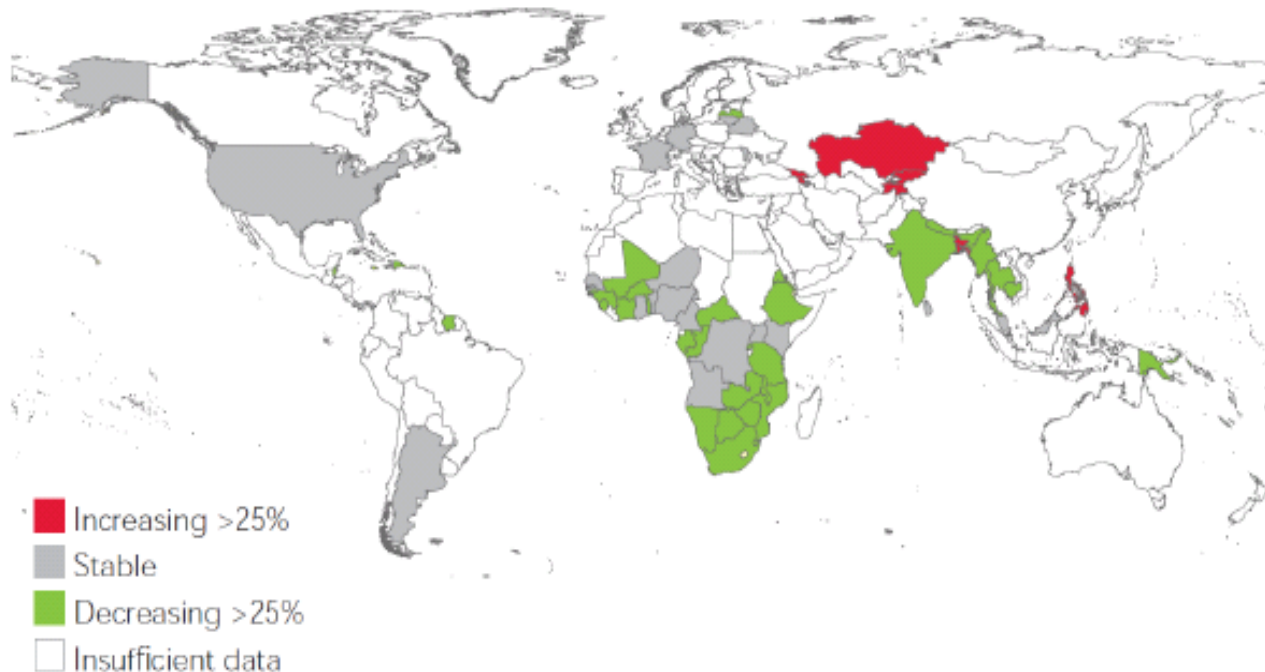 Increasing >25%
Stable
Decreasing >25%
Insufficient data